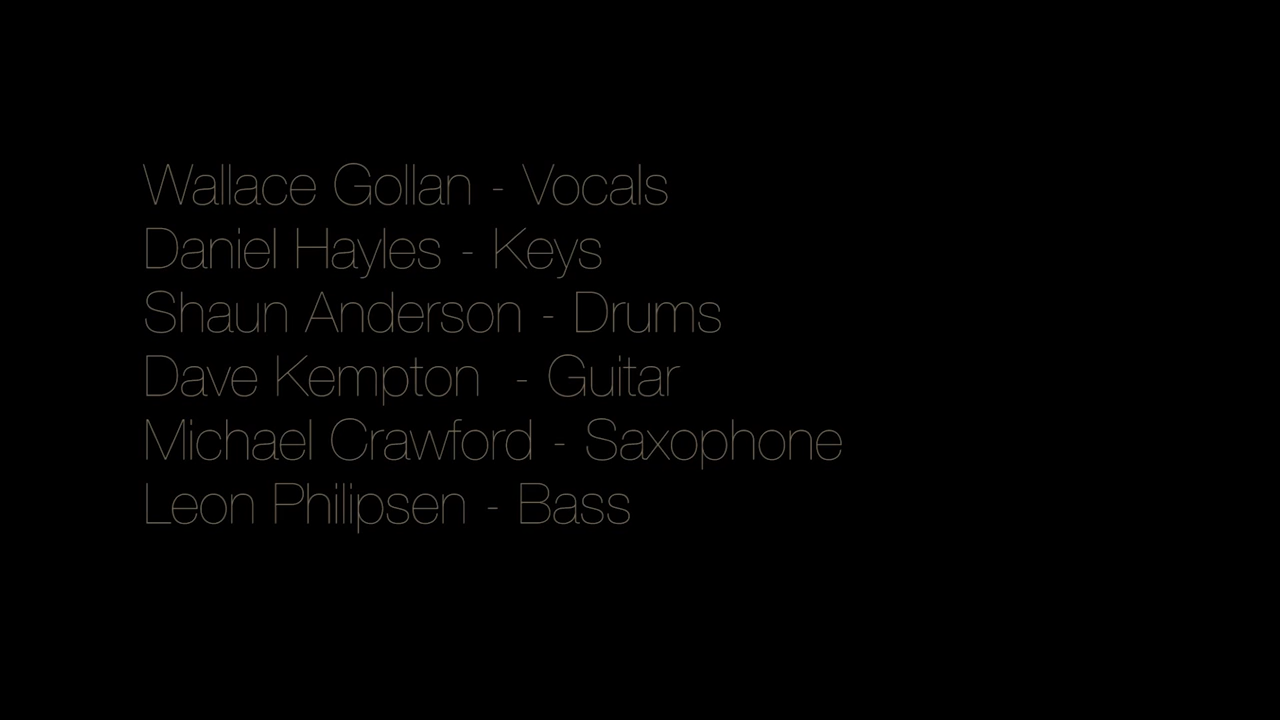 Wallace Gollan - Vocals
Daniel Hayles - Keys
Shaun Anderson - Drums
Dave Kempton  - Guitar
Michael Crawford - Saxophone
Leon Philipsen - Bass